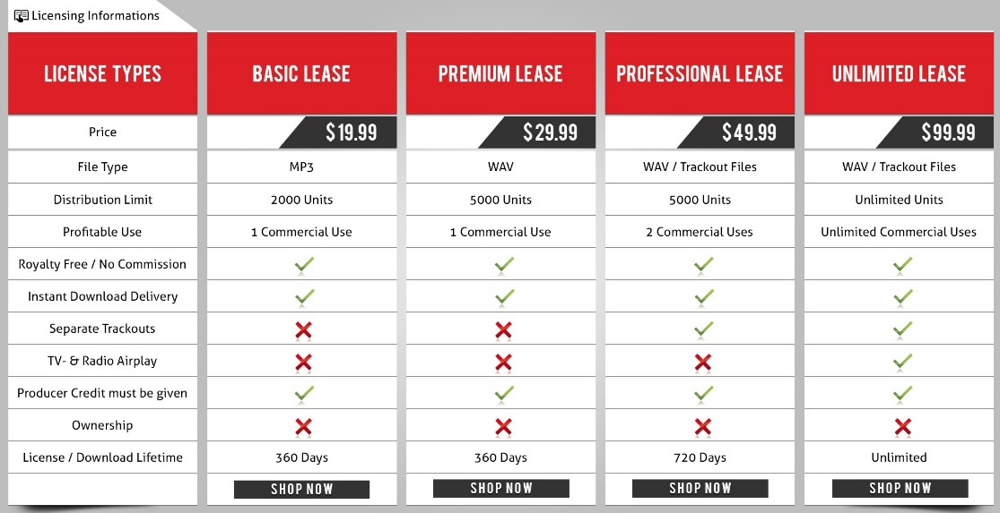 Licensing Informations
LICENSE TYPES BASIC LEASE PREMIUM LEASE PROFESSIONAL LEASE UNLIMITED LEASE
Price $19.99 $29.99 $49.99 $99.99
File Type MP3 WAV WAV / Trackout Files WAV / Trackout Files
Distribution Limit 2000 Units 5000 Units 5000 Units Unlimited Units
Profitable Use 1 Commercial Use 1 Commercial Use 2 Commercial Uses Unlimited Commercial Uses
Royalty Free / No Commission
Instant Download Delivery
Separate Trackouts
TV- & Radio Airplay
Producer Credit must be given
Ownership
License / Download Lifetime 360 Days 360 Days 720 Days Unlimited
SHOP NOW SHOP NOW SHOP NOW SHOP NOW